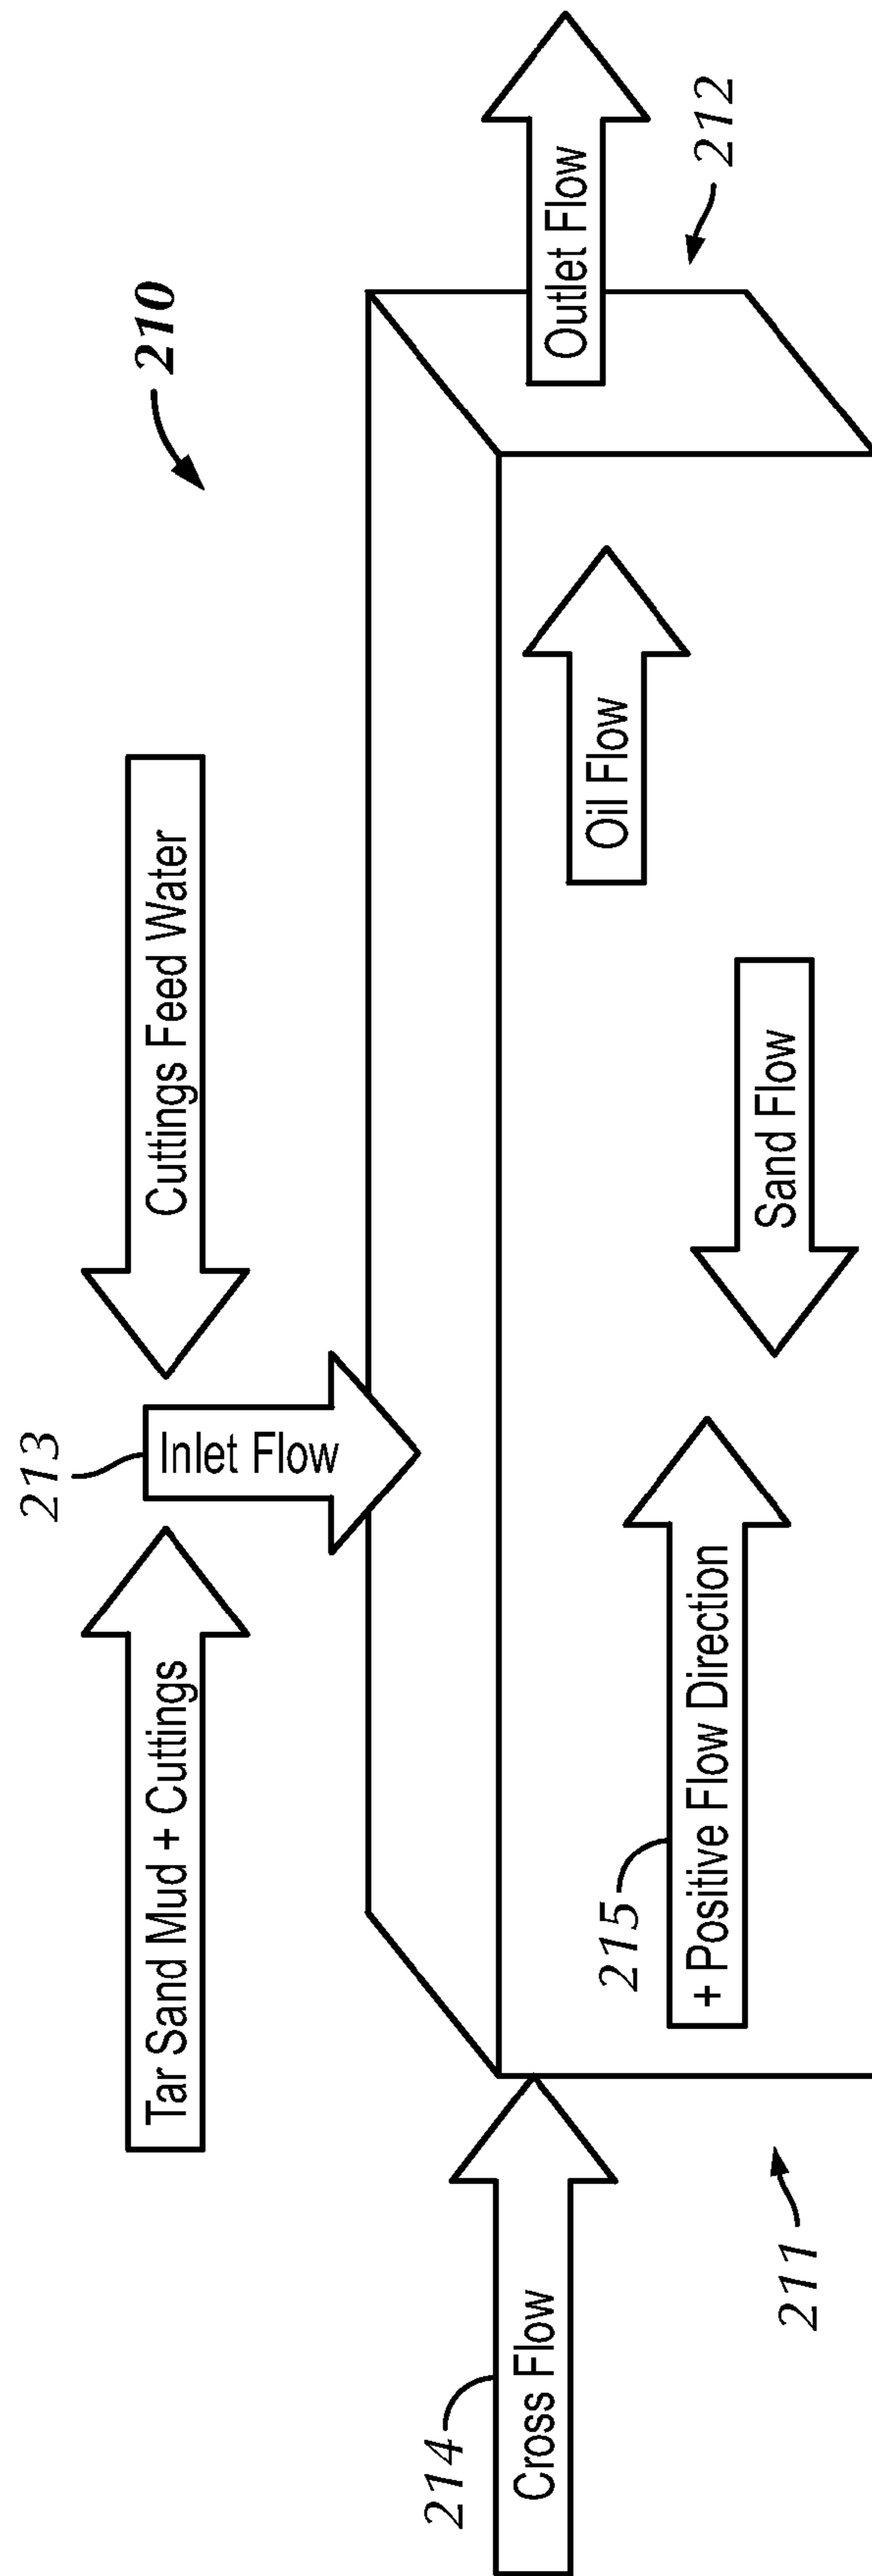 210
213
Tar Sand Mud + Cuttings
Cuttings Feed Water
Inlet Flow
214
Cross Flow
Outlet Flow
212
Oil Flow
215
+ Positive Flow Direction
Sand Flow
211